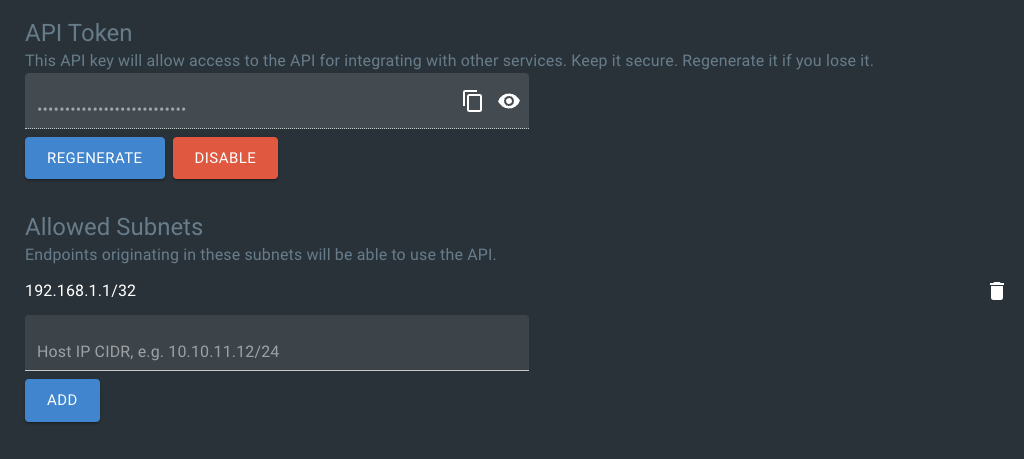 API Token
This API key will allow access to the API for integrating with other services. Keep it secure. Regenerate it if you lose it.
•••••••••••••••••••••••••••
REGENERATE DISABLE
Allowed Subnets
Endpoints originating in these subnets will be able to use the API.
192.168.1.1/32
Host IP CIDR, e.g. 10.10.11.12/24
ADD